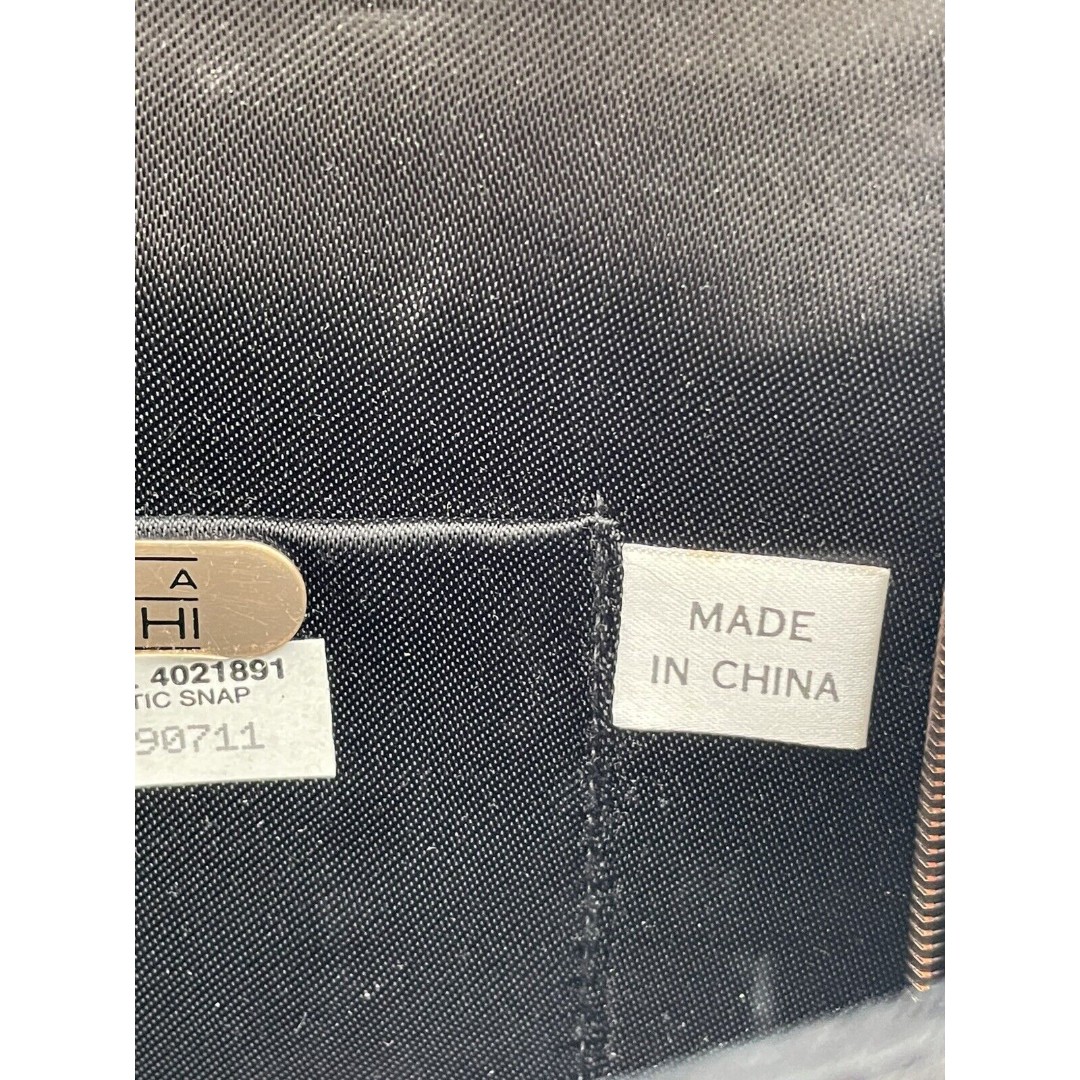 A
HI
4021891
TIC SNAP
90711
MADE
IN CHINA